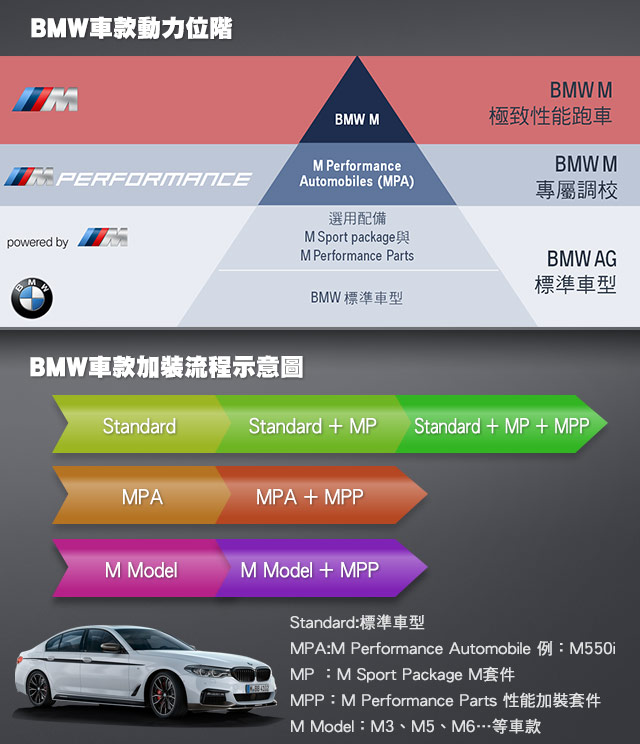 BMW車款動力位階
M
BMW M
BMW M
極致性能跑車
M PERFORMANCE
M Performance
Automobiles (MPA)
BMW M
專屬調校
powered by M
選用配備
M Sport package與
M Performance Parts
BMW AG
標準車型
BMW
BMW 標準車型
BMW車款加裝流程示意圖
Standard
Standard + MP
Standard + MP + MPP
MPA
MPA + MPP
M Model
M Model + MPP
Standard:標準車型
MPA:M Performance Automobile 例：M550i
MP ：M Sport Package M套件
MPP：M Performance Parts 性能加裝套件
M Model：M3、M5、M6…等車款